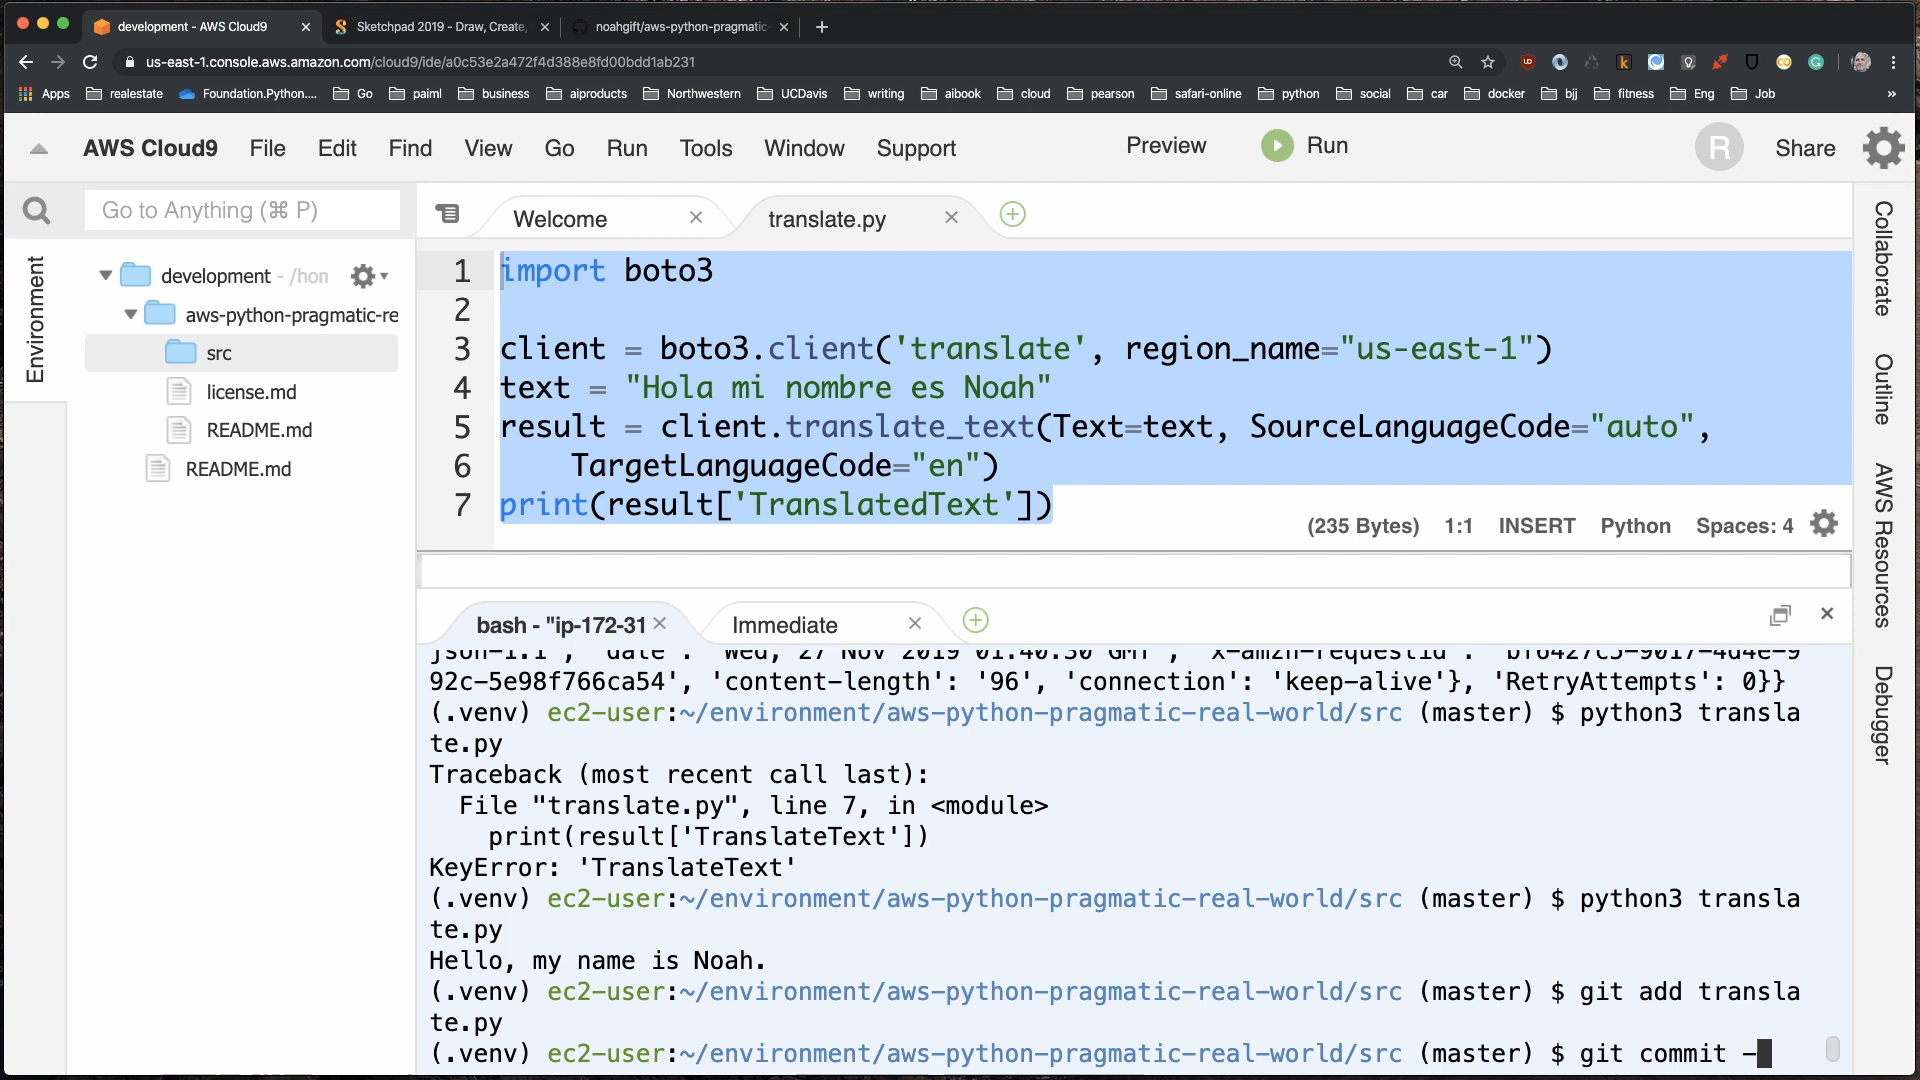 development - AWS Cloud9
Sketchpad 2019 - Draw, Create,
noahgift/aws-python-pragmatic-
us-east-1.console.aws.amazon.com/cloud9/ide/a0c53e2a472f4d388e8fd00bdd1ab231
Apps realestate Foundation.Python.... Go paiml business aiproducts Northwestern UCDavis writing aibook cloud pearson safari-online python social car docker bjj fitness Eng Job »
AWS Cloud9 File Edit Find View Go Run Tools Window Support Preview Run R Share
Go to Anything (⌘ P)
Welcome
translate.py
Environment
development - /hon
aws-python-pragmatic-re
src
license.md
README.md
README.md
1 import boto3
2
3 client = boto3.client('translate', region_name="us-east-1")
4 text = "Hola mi nombre es Noah"
5 result = client.translate_text(Text=text, SourceLanguageCode="auto",
6 TargetLanguageCode="en")
7 print(result['TranslatedText'])
(235 Bytes) 1:1 INSERT Python Spaces: 4
Collaborate
Outline
AWS Resources
Debugger
bash - "ip-172-31
Immediate
92c-5e98f766ca54', 'content-length': '96', 'connection': 'keep-alive'}, 'RetryAttempts': 0}}
(.venv) ec2-user:~/environment/aws-python-pragmatic-real-world/src (master) $ python3 transla
te.py
Traceback (most recent call last):
File "translate.py", line 7, in <module>
print(result['TranslateText'])
KeyError: 'TranslateText'
(.venv) ec2-user:~/environment/aws-python-pragmatic-real-world/src (master) $ python3 transla
te.py
Hello, my name is Noah.
(.venv) ec2-user:~/environment/aws-python-pragmatic-real-world/src (master) $ git add transla
te.py
(.venv) ec2-user:~/environment/aws-python-pragmatic-real-world/src (master) $ git commit -